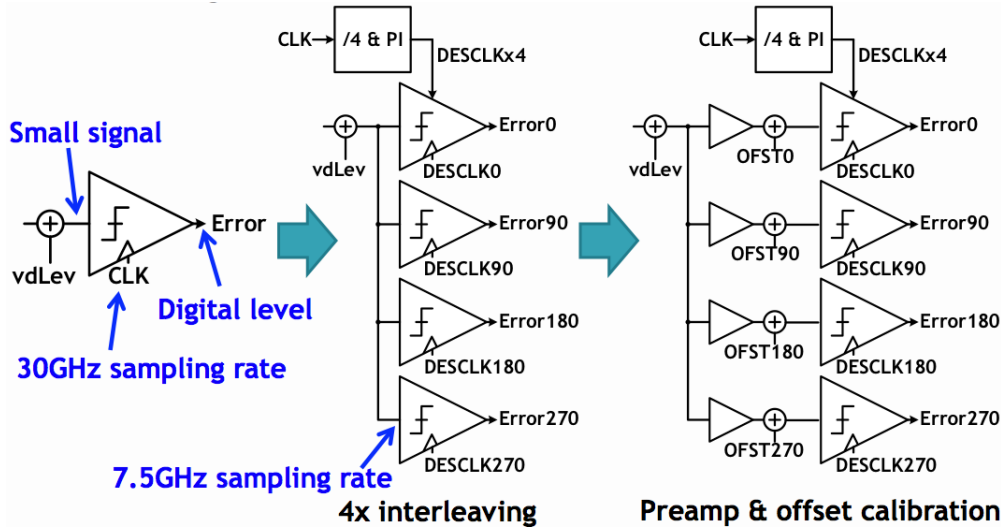 Small signal
Error
vdLev
CLK
Digital level
30GHz sampling rate
CLK
/4 & PI
DESCLKx4
vdLev
Error0
DESCLK0
Error90
DESCLK90
Error180
DESCLK180
Error270
DESCLK270
7.5GHz sampling rate
4x interleaving
CLK
/4 & PI
DESCLKx4
vdLev
OFST0
Error0
DESCLK0
OFST90
Error90
DESCLK90
OFST180
Error180
DESCLK180
OFST270
Error270
DESCLK270
Preamp & offset calibration